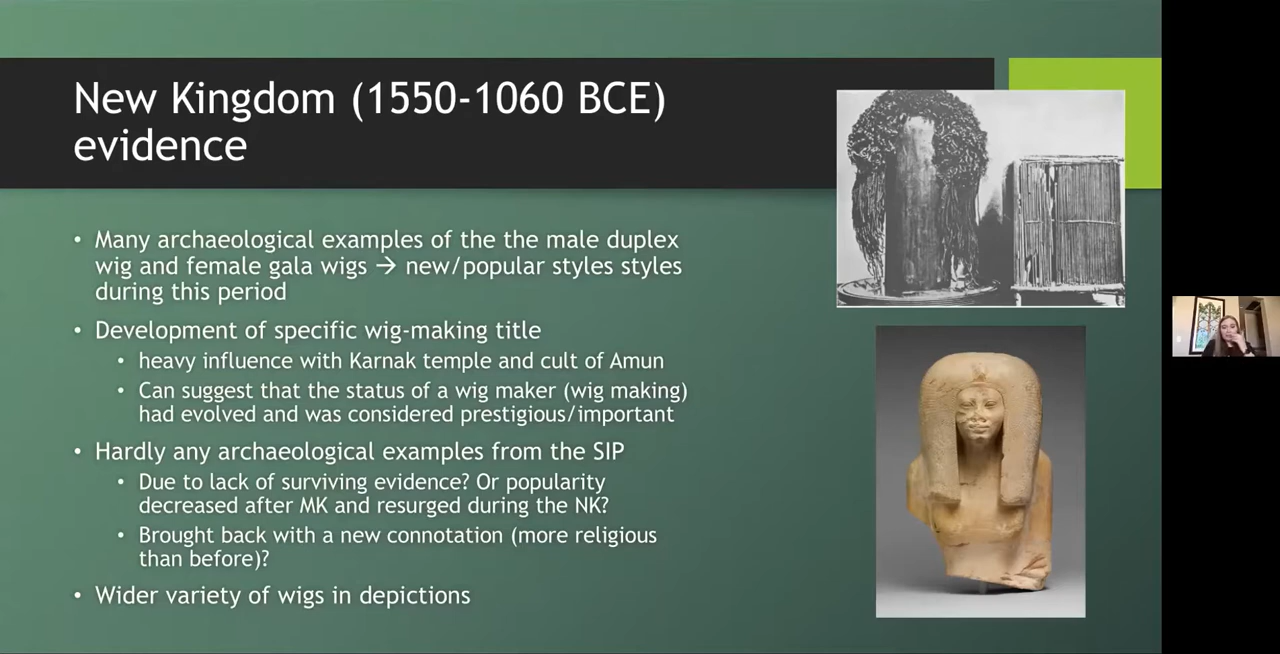 New Kingdom (1550-1060 BCE)
evidence
• Many archaeological examples of the the male duplex
wig and female gala wigs → new/popular styles styles
during this period
• Development of specific wig-making title
• heavy influence with Karnak temple and cult of Amun
• Can suggest that the status of a wig maker (wig making)
had evolved and was considered prestigious/important
• Hardly any archaeological examples from the SIP
• Due to lack of surviving evidence? Or popularity
decreased after MK and resurged during the NK?
• Brought back with a new connotation (more religious
than before)?
• Wider variety of wigs in depictions